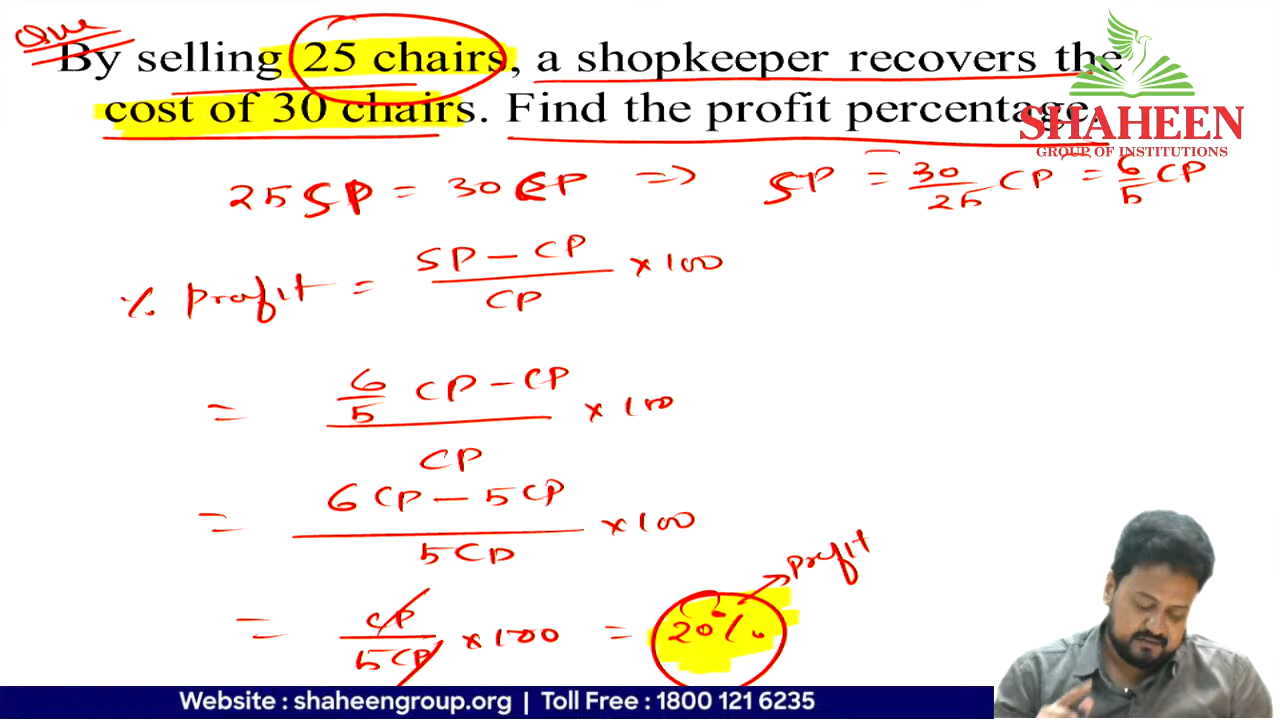 Que
By selling 25 chairs, a shopkeeper recovers the
cost of 30 chairs. Find the profit percentage.
SHAHEEN
GROUP OF INSTITUTIONS
25 SP = 30 CP => SP = 30/25 CP = 6/5 CP
% profit = SP - CP / CP × 100
= 6/5 CP - CP / CP × 100
= 6 CP - 5 CP / 5 CP × 100
= CP / 5 CP × 100 = 20% → profit
Website : shaheengroup.org | Toll Free : 1800 121 6235